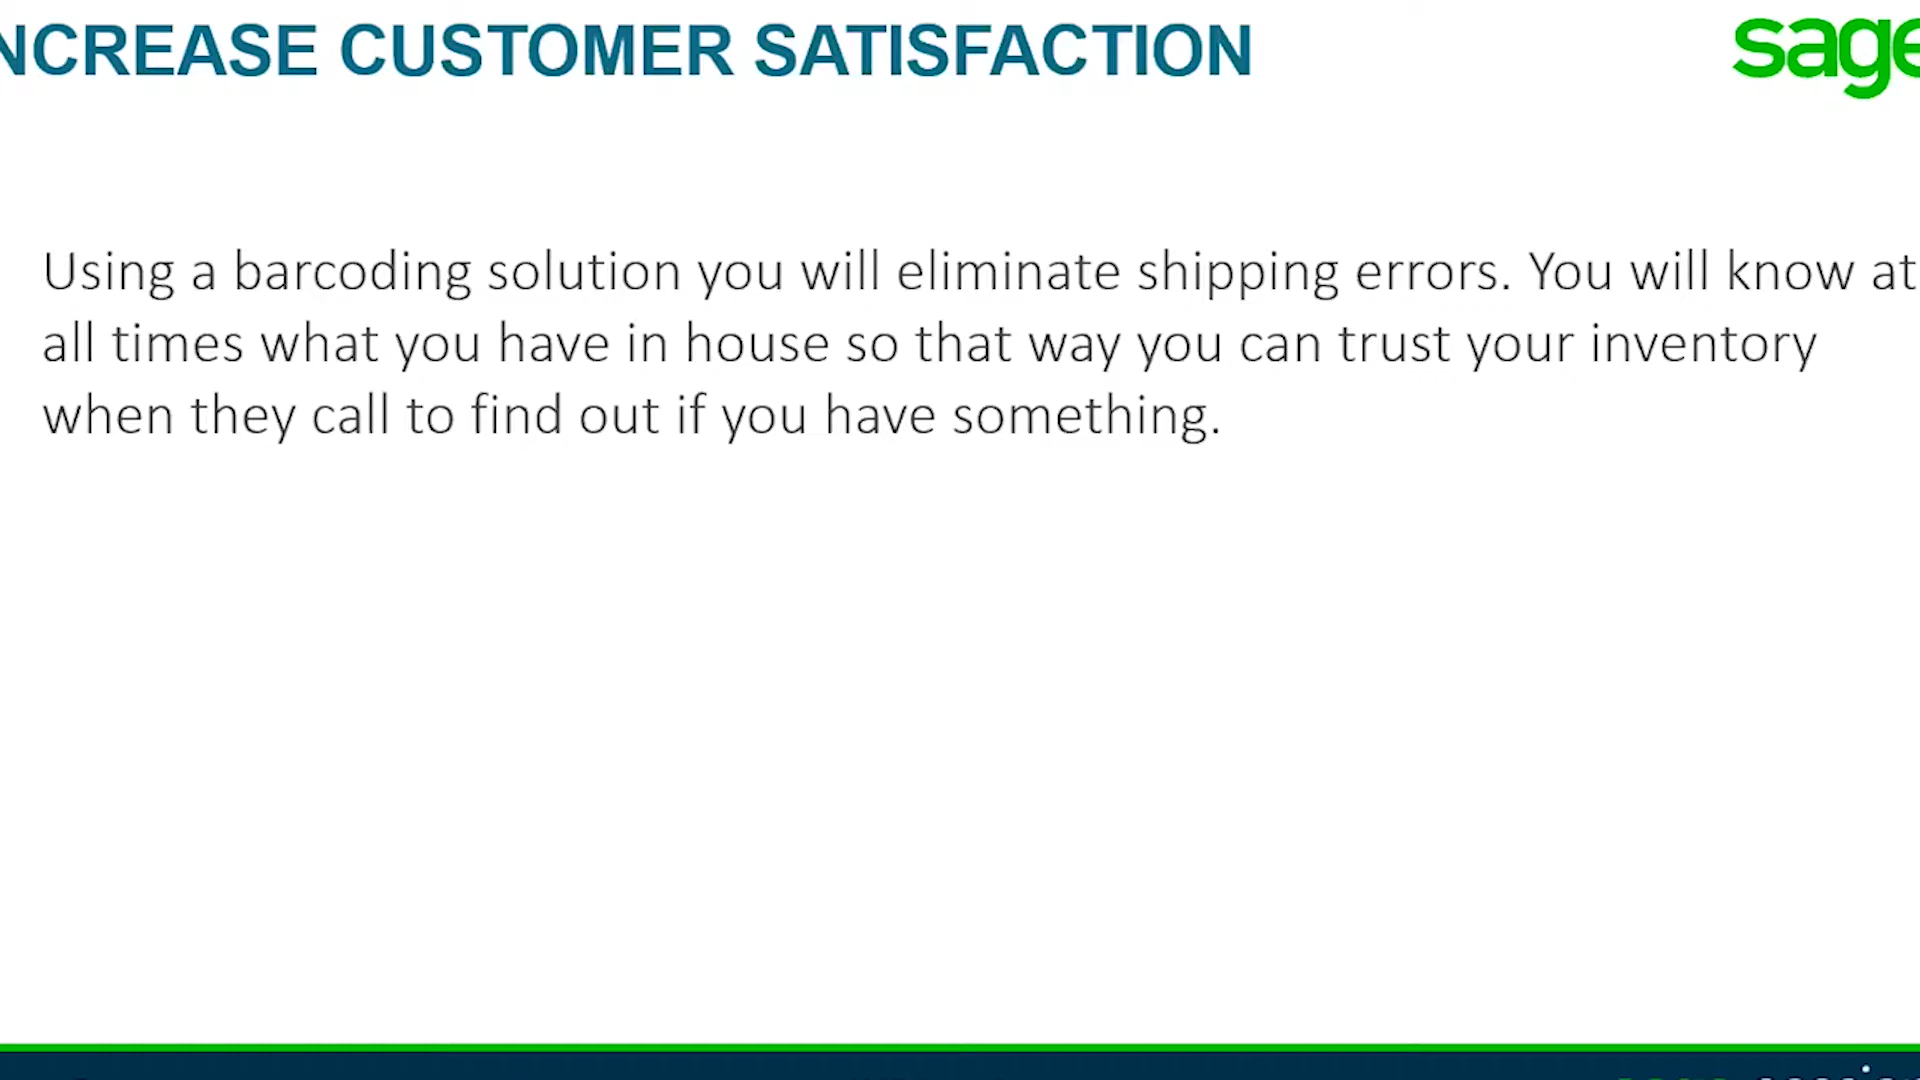 NCREASE CUSTOMER SATISFACTION
sage
Using a barcoding solution you will eliminate shipping errors. You will know at
all times what you have in house so that way you can trust your inventory
when they call to find out if you have something.